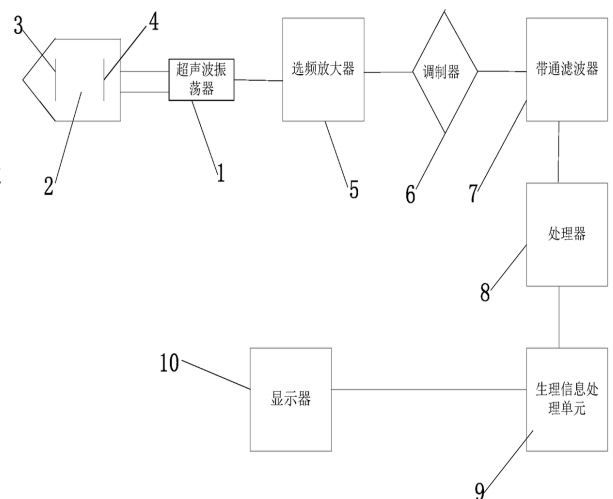 3
4
超声波振
荡器
选频放大器
调制器
带通滤波器
2
1
5
6
7
处理器
8
10
显示器
生理信息处
理单元
9